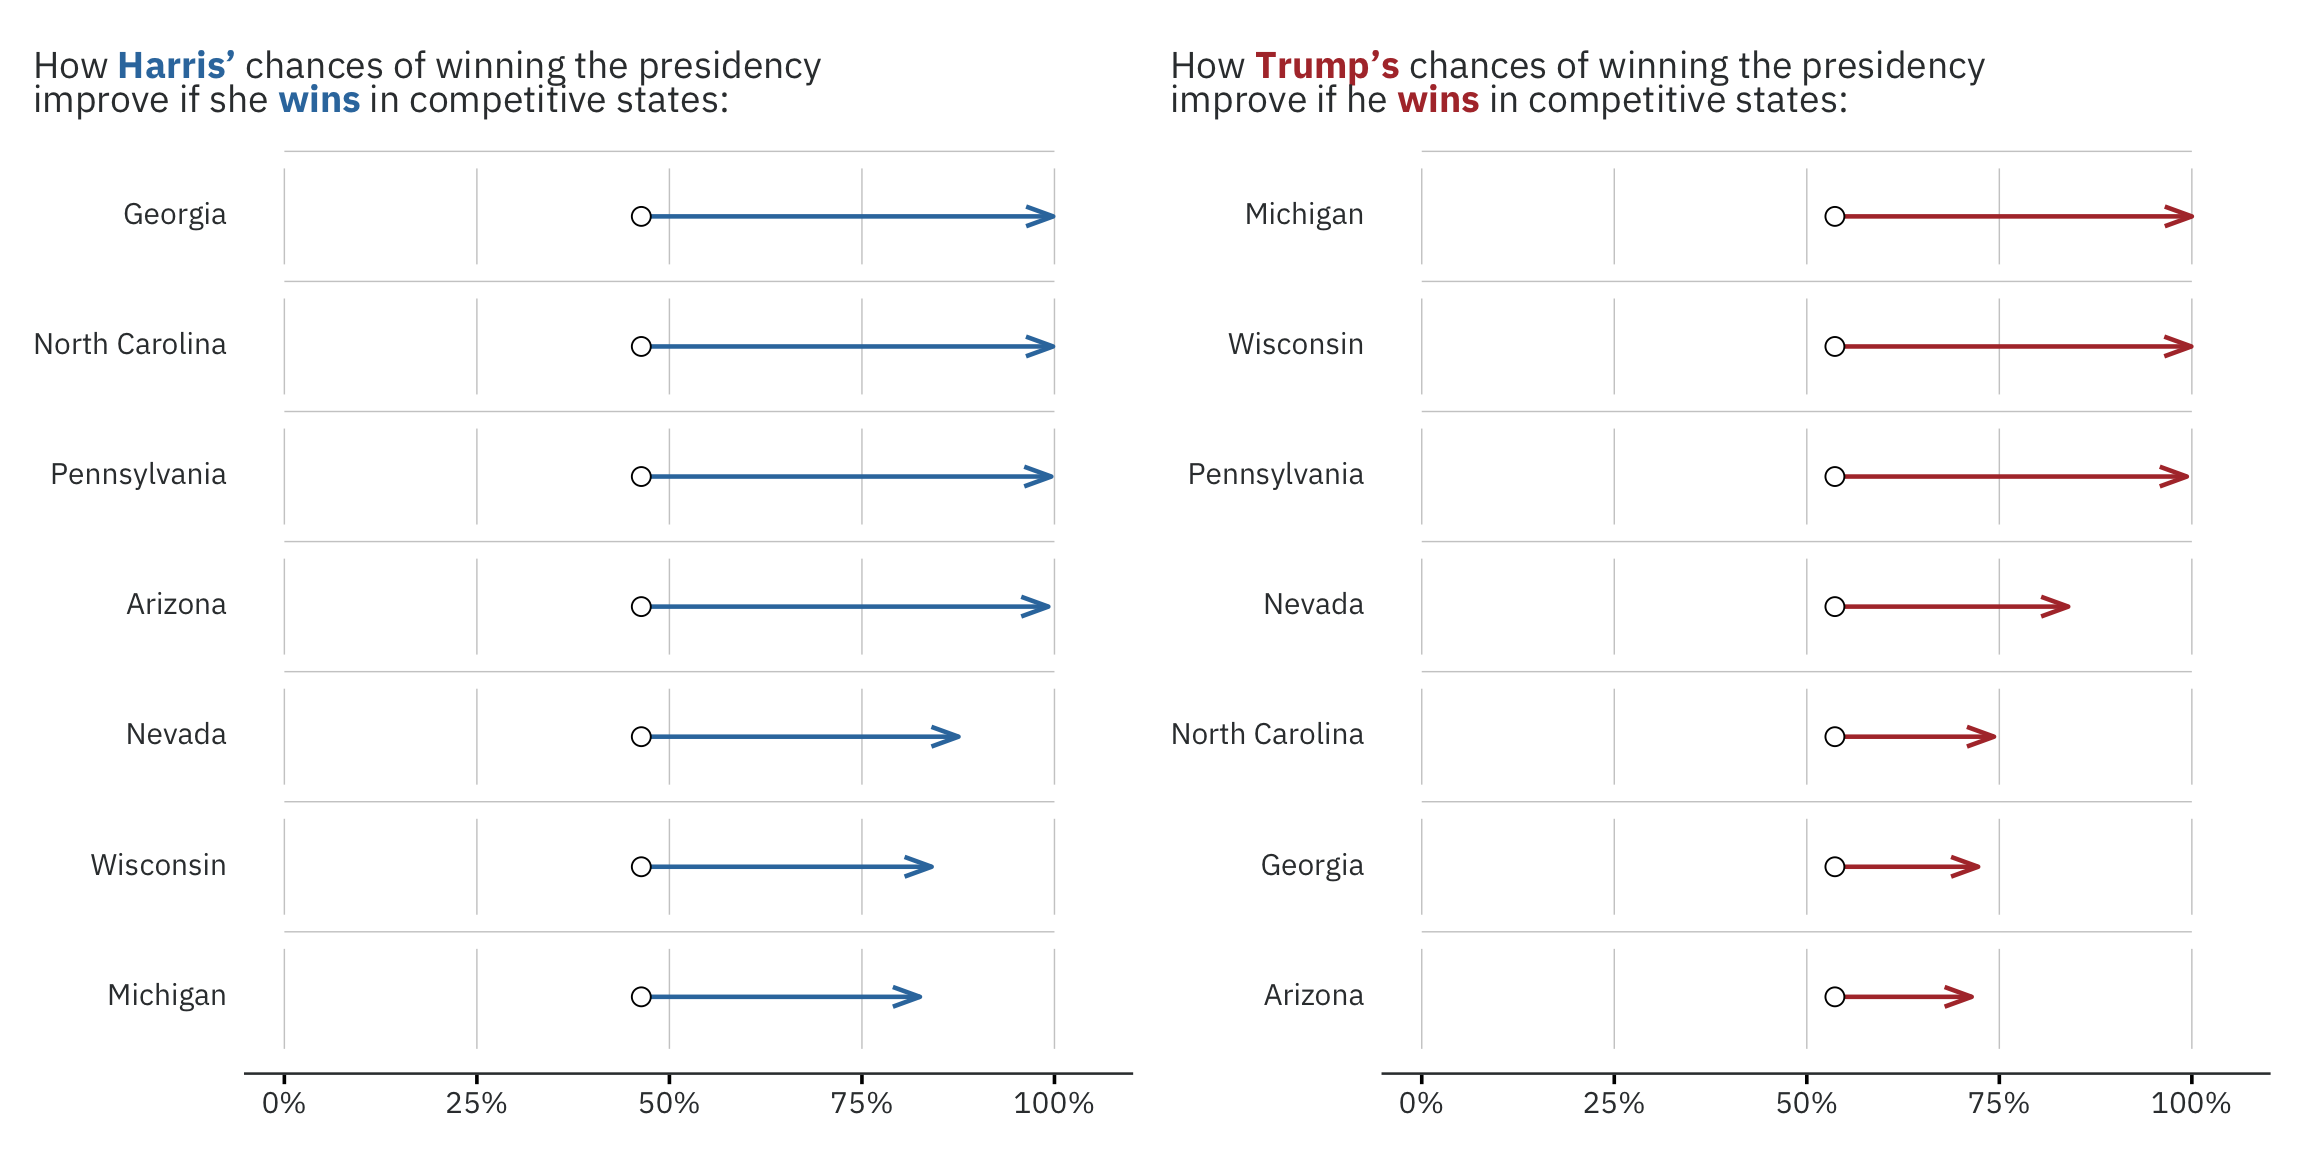 How Harris’ chances of winning the presidency
improve if she wins in competitive states:
Georgia
North Carolina
Pennsylvania
Arizona
Nevada
Wisconsin
Michigan
0% 25% 50% 75% 100%
How Trump’s chances of winning the presidency
improve if he wins in competitive states:
Michigan
Wisconsin
Pennsylvania
Nevada
North Carolina
Georgia
Arizona
0% 25% 50% 75% 100%